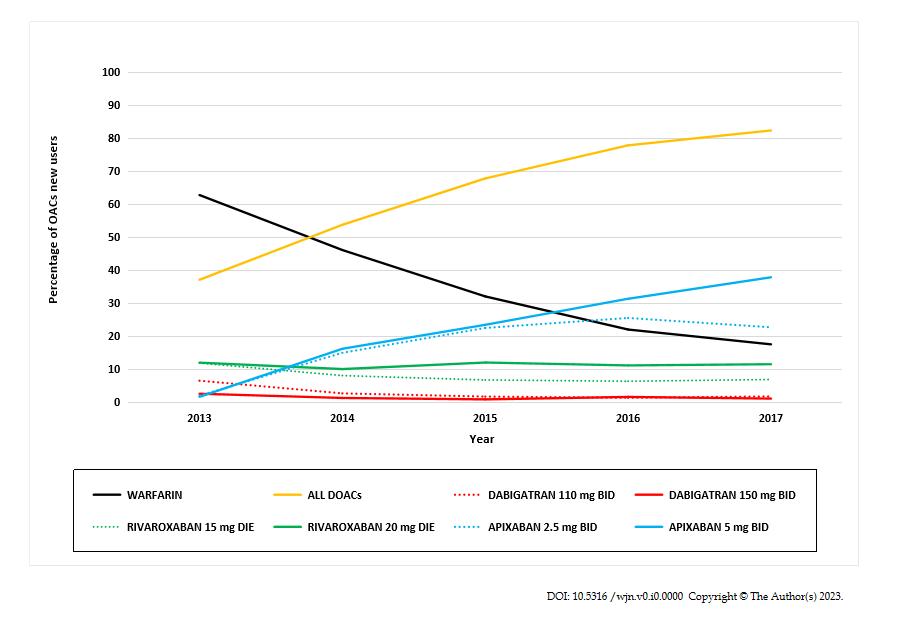 Percentage of OACs new users
100
90
80
70
60
50
40
30
20
10
0
2013 2014 2015 2016 2017
Year
WARFARIN ALL DOACs DABIGATRAN 110 mg BID DABIGATRAN 150 mg BID
RIVAROXABAN 15 mg DIE RIVAROXABAN 20 mg DIE APIXABAN 2.5 mg BID APIXABAN 5 mg BID
DOI: 10.5316 /wjn.v0.i0.0000 Copyright © The Author(s) 2023.